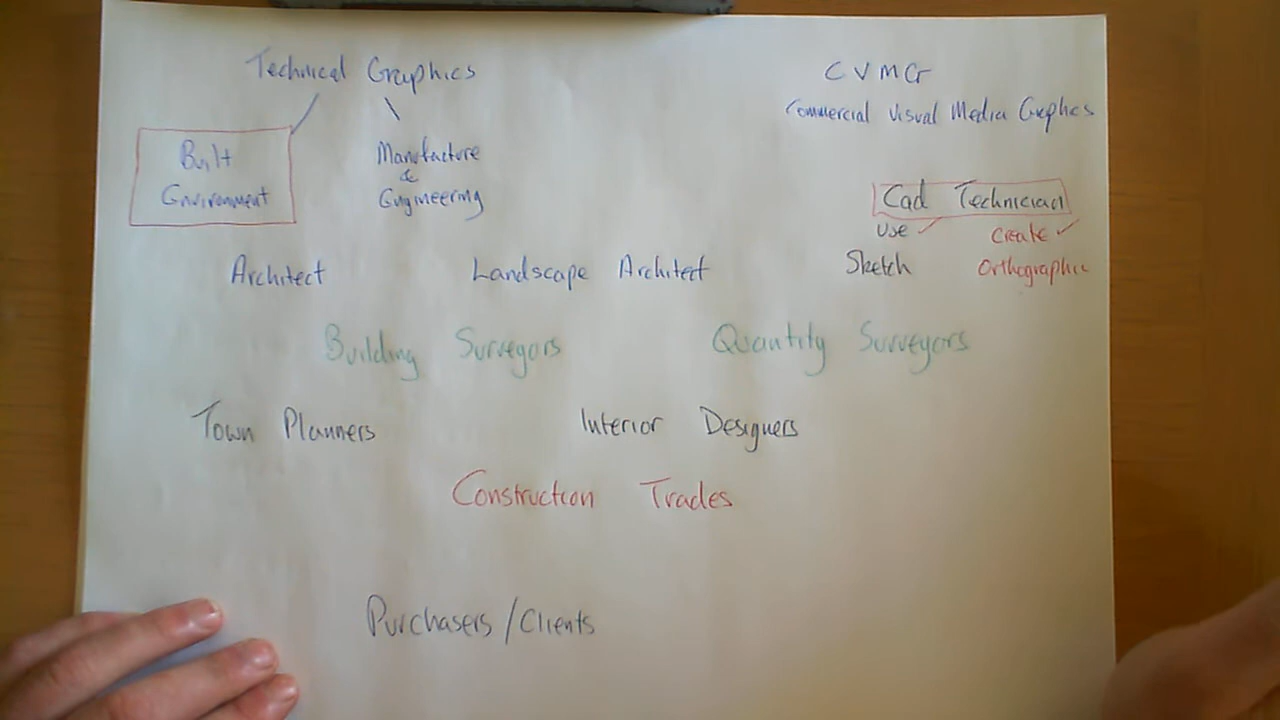 Technical Graphics
CVMG
Commercial Visual Media Graphics
Built
Environment
Manufacture
&
Engineering
Cad Technician
Use ✓ Create ✓
Sketch Orthographic
Architect Landscape Architect
Building Surveyors Quantity Surveyors
Town Planners Interior Designers
Construction Trades
Purchasers / Clients